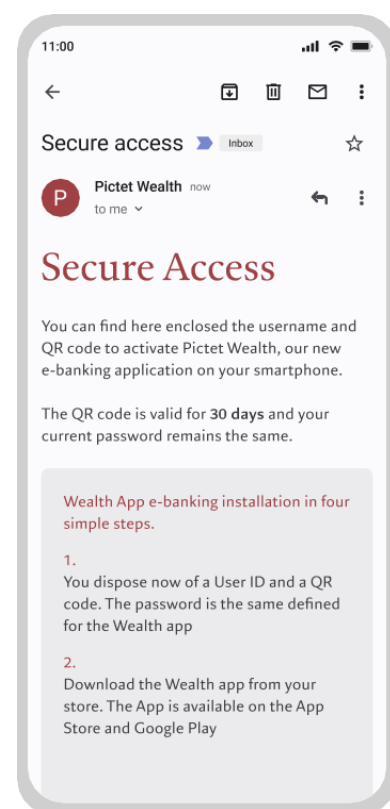 11:00
Secure access Inbox
P
Pictet Wealth now
to me
Secure Access
You can find here enclosed the username and
QR code to activate Pictet Wealth, our new
e-banking application on your smartphone.
The QR code is valid for 30 days and your
current password remains the same.
Wealth App e-banking installation in four
simple steps.
1.
You dispose now of a User ID and a QR
code. The password is the same defined
for the Wealth app
2.
Download the Wealth app from your
store. The App is available on the App
Store and Google Play